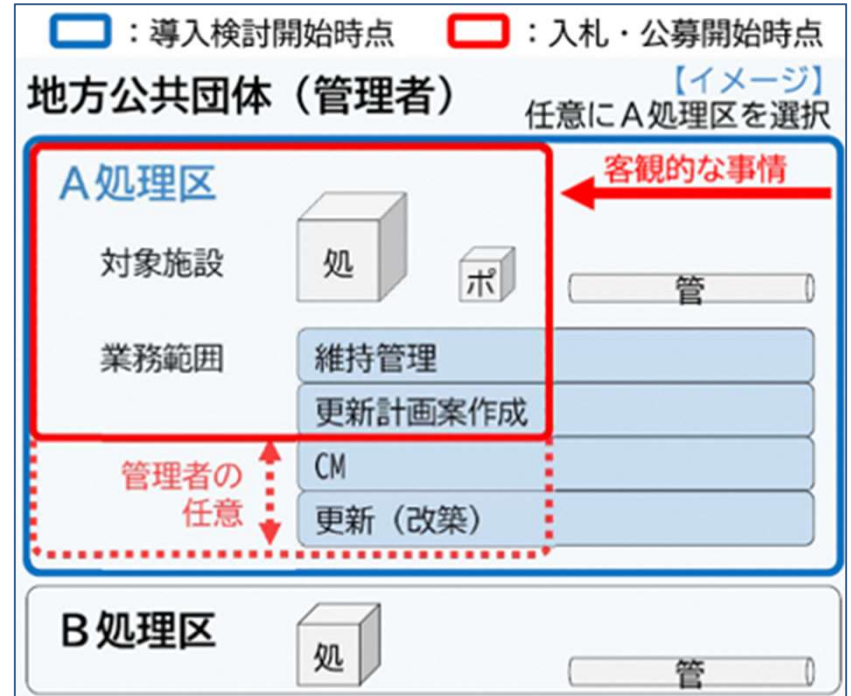 ：導入検討開始時点　：入札・公募開始時点
地方公共団体（管理者）
【イメージ】
任意にA処理区を選択
A処理区
客観的な事情
対象施設
処
ポ
管
業務範囲
維持管理
更新計画案作成
CM
更新（改築）
管理者の
任意
B処理区
処
管